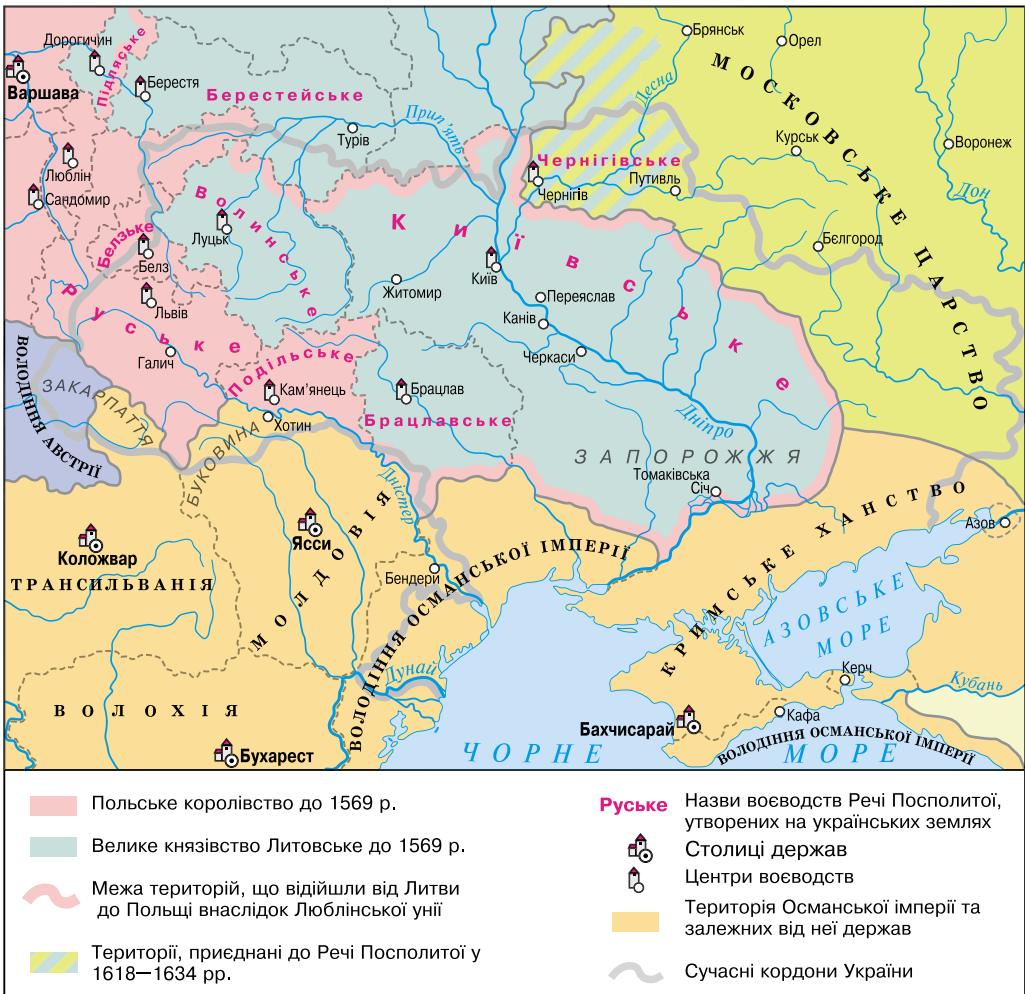 Дорогичин
Підляське
Варшава
Берестя
Берестейське
Турів
Прип'ять
Десна
Брянськ
Орел
МОСКОВСЬКЕ ЦАРСТВО
Курськ
Воронеж
Дон
Люблін
Сандомир
Чернігівське
Чернігів
Путивль
Бєлгород
Волинське
Луцьк
Белзьке
Белз
Київське
Київ
Житомир
Переяслав
Канів
Черкаси
Львів
Руське
Галич
Подільське
Кам'янець
Хотин
Брацлав
Брацлавське
Дніпро
ЗАПОРОЖЖЯ
Томаківська
Січ
ВОЛОДІННЯ АВСТРІЇ
ЗАКАРПАТТЯ
БУКОВИНА
Дністер
Коложвар
ТРАНСИЛЬВАНІЯ
Ясси
МОЛДОВІЯ
Бендери
ВОЛОДІННЯ ОСМАНСЬКОЇ ІМПЕРІЇ
КРИМСЬКЕ ХАНСТВО
Азов
АЗОВСЬКЕ
МОРЕ
Керч
Кубань
Дунай
ВОЛОХІЯ
Бухарест
Бахчисарай
Кафа
ВОЛОДІННЯ ОСМАНСЬКОЇ ІМПЕРІЇ
ЧОРНЕ МОРЕ
Польське королівство до 1569 р.
Велике князівство Литовське до 1569 р.
Межа територій, що відійшли від Литви
до Польщі внаслідок Люблінської унії
Території, приєднані до Речі Посполитої у
1618—1634 рр.
Руське
Назви воєводств Речі Посполитої,
утворених на українських землях
Столиці держав
Центри воєводств
Територія Османської імперії та
залежних від неї держав
Сучасні кордони України